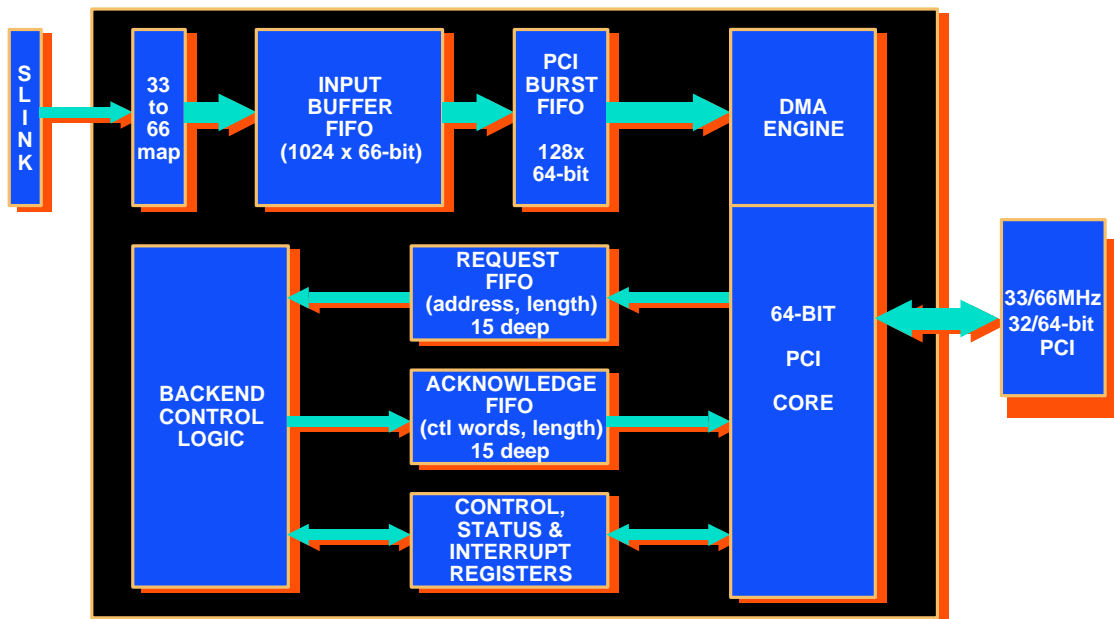 S
L
I
N
K
33
to
66
map
INPUT
BUFFER
FIFO
(1024 x 66-bit)
PCI
BURST
FIFO
128x
64-bit
DMA
ENGINE
REQUEST
FIFO
(address, length)
15 deep
BACKEND
CONTROL
LOGIC
ACKNOWLEDGE
FIFO
(ctl words, length)
15 deep
CONTROL,
STATUS &
INTERRUPT
REGISTERS
64-BIT
PCI
CORE
33/66MHz
32/64-bit
PCI